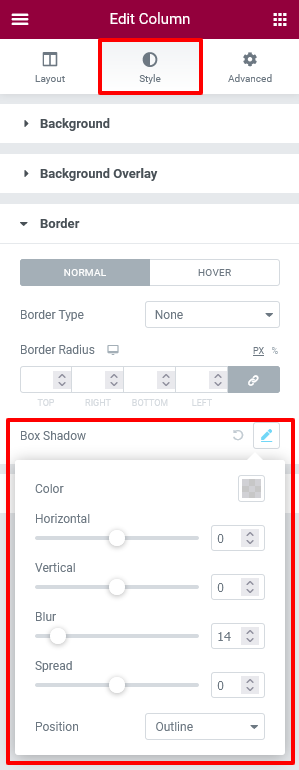 Edit Column
Layout Style Advanced
Background
Background Overlay
Border
NORMAL HOVER
Border Type None
Border Radius PX %
TOP RIGHT BOTTOM LEFT
Box Shadow
Color
Horizontal
0
Vertical
0
Blur
14
Spread
0
Position Outline